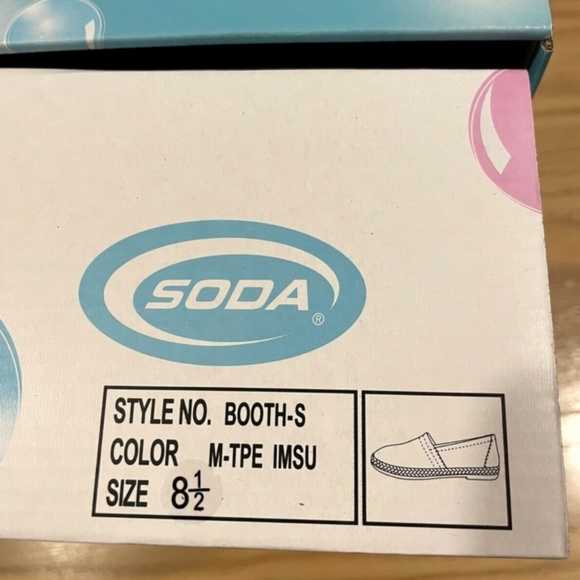 SODA®
STYLE NO. BOOTH-S
COLOR M-TPE IMSU
SIZE 8½